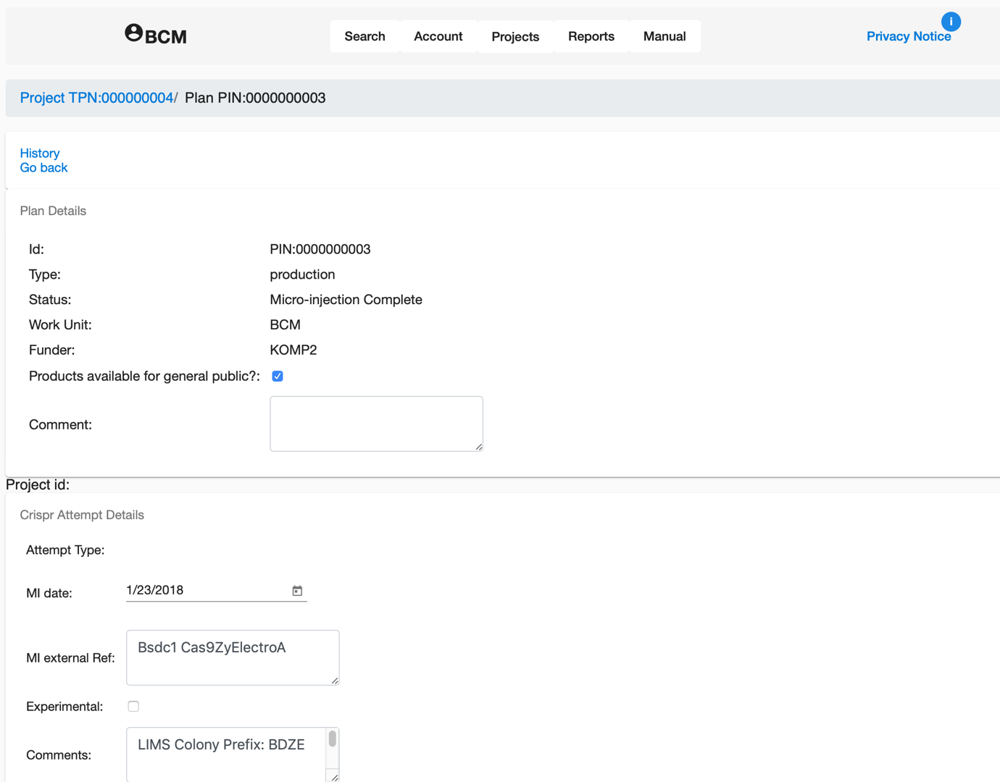 BCM
Search Account Projects Reports Manual
i
Privacy Notice
Project TPN:000000004/ Plan PIN:0000000003
History
Go back
Plan Details
Id: PIN:0000000003
Type: production
Status: Micro-injection Complete
Work Unit: BCM
Funder: KOMP2
Products available for general public?:
Comment:
Project id:
Crispr Attempt Details
Attempt Type:
MI date: 1/23/2018
MI external Ref: Bsdc1 Cas9ZyElectroA
Experimental:
Comments: LIMS Colony Prefix: BDZE